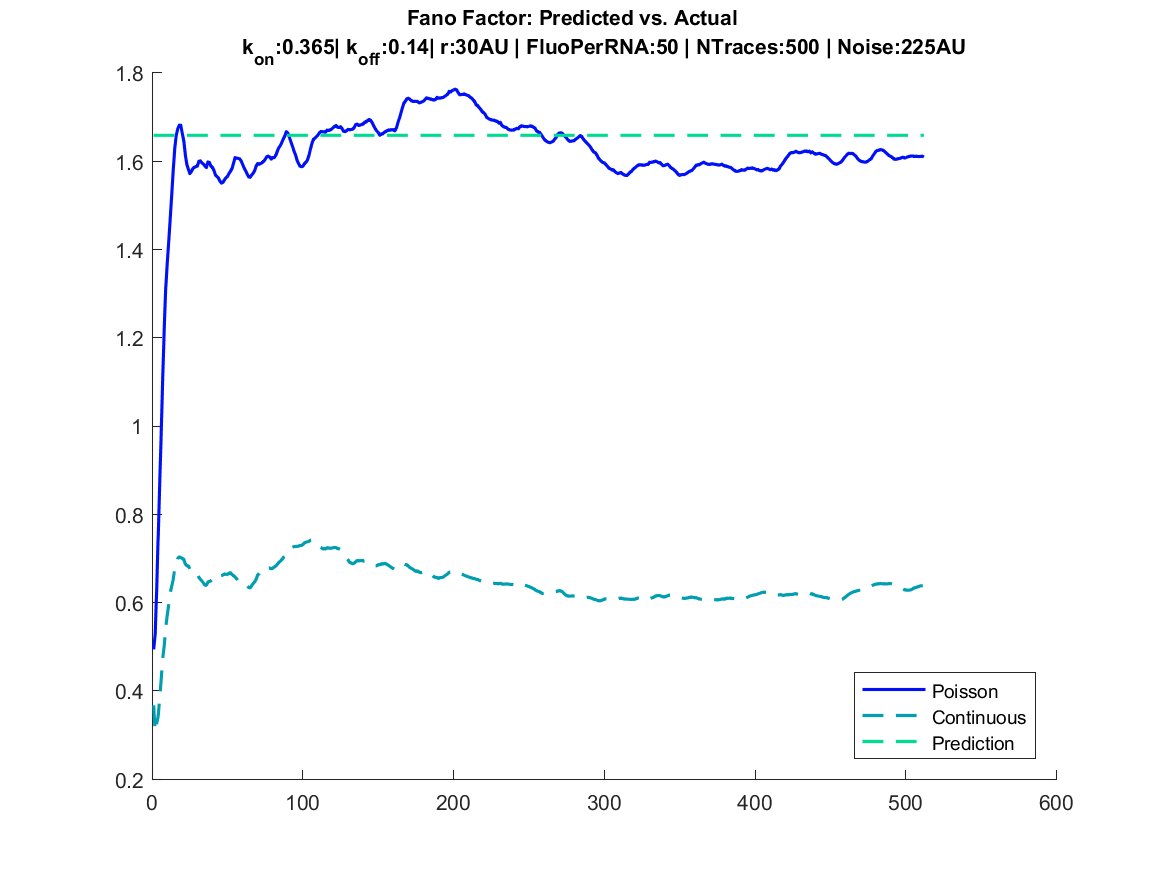 Fano Factor: Predicted vs. Actual
k_on:0.365| k_off:0.14| r:30AU | FluoPerRNA:50 | NTraces:500 | Noise:225AU
1.8
1.6
1.4
1.2
1
0.8
0.6
0.4
0.2
0 100 200 300 400 500 600
Poisson
Continuous
Prediction